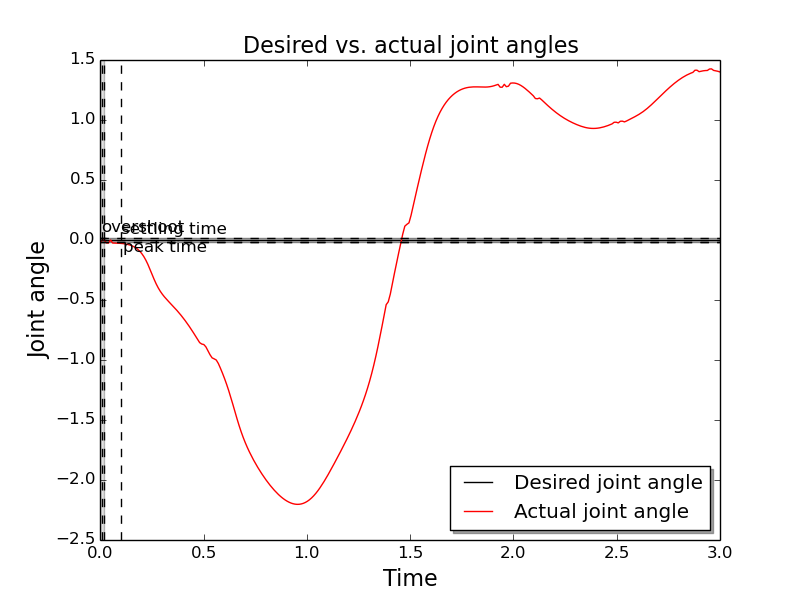 Desired vs. actual joint angles
1.5
1.0
0.5
0.0
−0.5
−1.0
−1.5
−2.0
−2.5
Joint angle
overshoot
settling time
peak time
Desired joint angle
Actual joint angle
0.0 0.5 1.0 1.5 2.0 2.5 3.0
Time